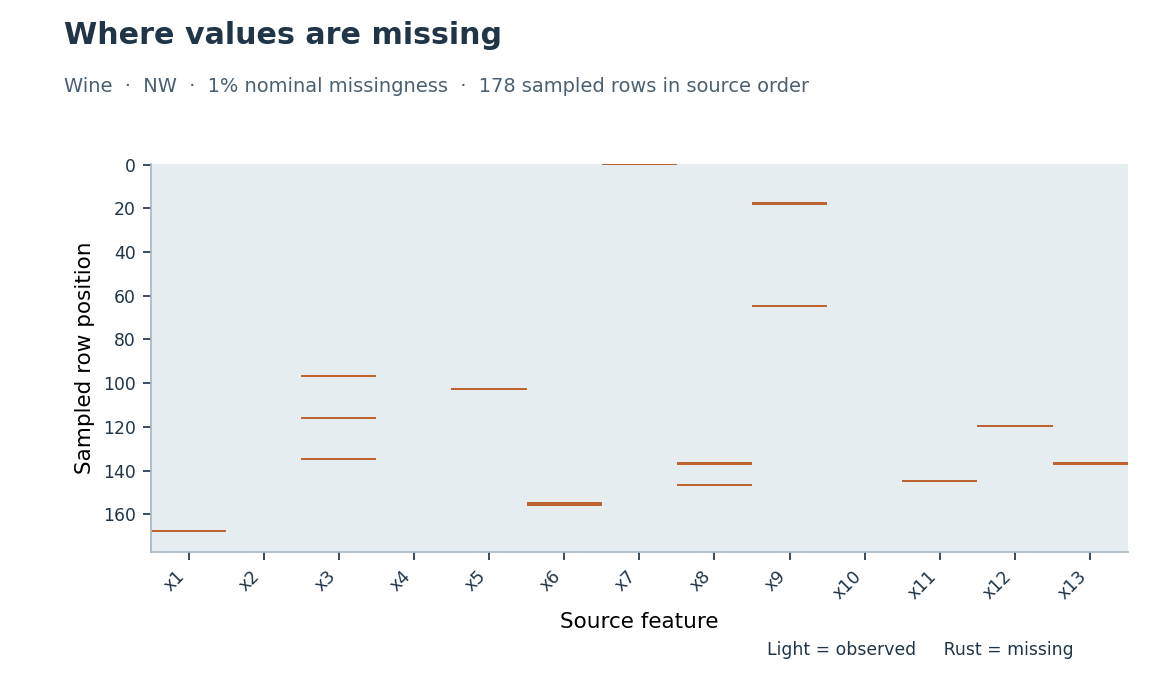 Where values are missing
Wine · NW · 1% nominal missingness · 178 sampled rows in source order
0
20
40
60
80
100
120
140
160
Sampled row position
x1 x2 x3 x4 x5 x6 x7 x8 x9 x10 x11 x12 x13
Source feature
Light = observed Rust = missing